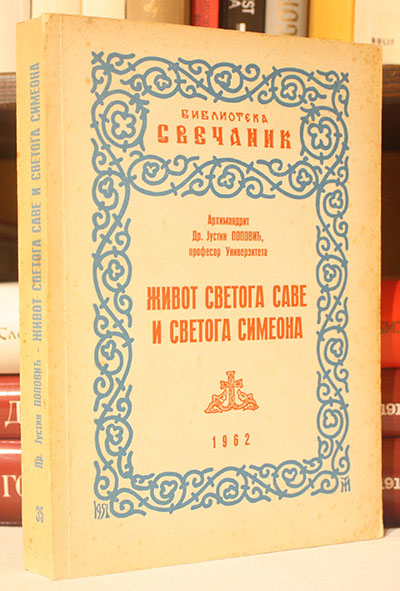 БИБЛИОТЕКА
СВЕЧАНИК
Архимандрит
Др. Јустин ПОПОВИЋ,
професор Универзитета
ЖИВОТ СВЕТОГА САВЕ
И СВЕТОГА СИМЕОНА
1962
1951
Др. Јустин ПОПОВИЋ - ЖИВОТ СВЕТОГА САВЕ И СВЕТОГА СИМЕОНА